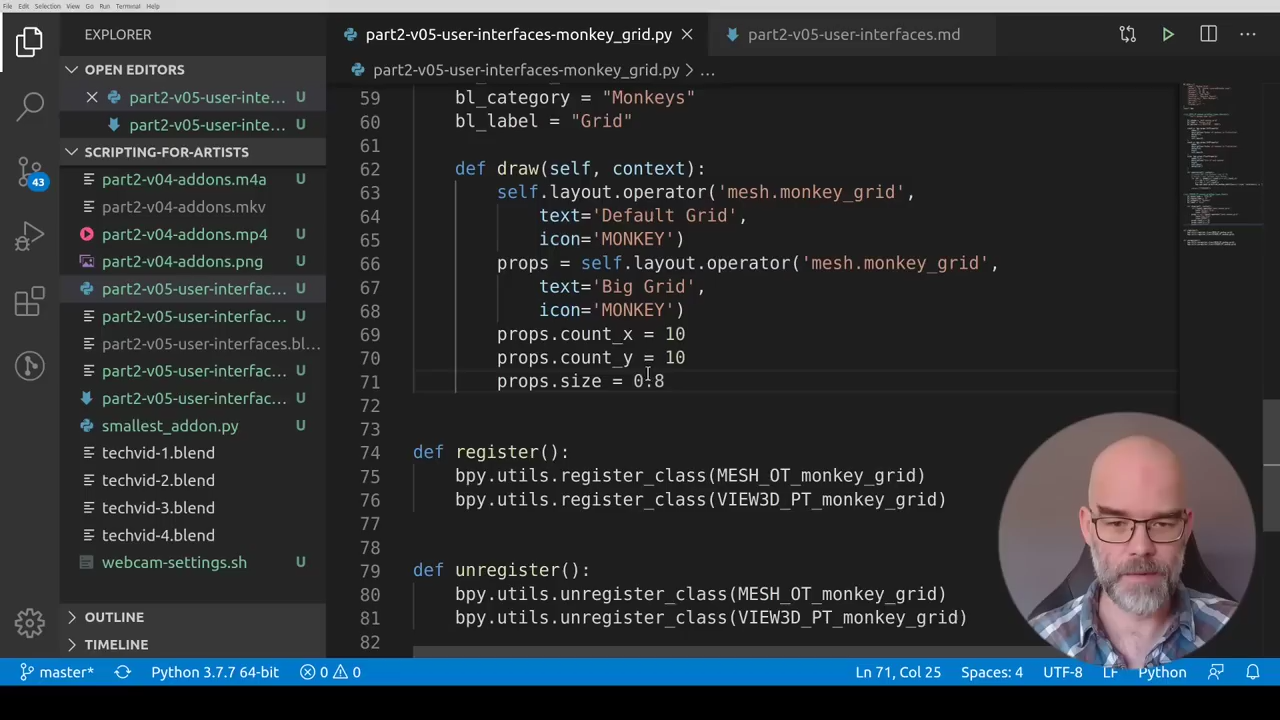 File Edit Selection View Go Run Terminal Help
EXPLORER
part2-v05-user-interfaces-monkey_grid.py
part2-v05-user-interfaces.md
OPEN EDITORS
part2-v05-user-inte... U
part2-v05-user-inte... U
SCRIPTING-FOR-ARTISTS
part2-v04-addons.m4a U
part2-v04-addons.mkv
part2-v04-addons.mp4 U
part2-v04-addons.png U
part2-v05-user-interfac... U
part2-v05-user-interfac... U
part2-v05-user-interfaces.bl...
part2-v05-user-interfac... U
part2-v05-user-interfac... U
smallest_addon.py U
techvid-1.blend
techvid-2.blend
techvid-3.blend
techvid-4.blend
webcam-settings.sh U
OUTLINE
TIMELINE
43
part2-v05-user-interfaces-monkey_grid.py > ...
59 bl_category = "Monkeys"
60 bl_label = "Grid"
61
62 def draw(self, context):
63 self.layout.operator('mesh.monkey_grid',
64 text='Default Grid',
65 icon='MONKEY')
66 props = self.layout.operator('mesh.monkey_grid',
67 text='Big Grid',
68 icon='MONKEY')
69 props.count_x = 10
70 props.count_y = 10
71 props.size = 0.8
72
73
74 def register():
75 bpy.utils.register_class(MESH_OT_monkey_grid)
76 bpy.utils.register_class(VIEW3D_PT_monkey_grid)
77
78
79 def unregister():
80 bpy.utils.unregister_class(MESH_OT_monkey_grid)
81 bpy.utils.unregister_class(VIEW3D_PT_monkey_grid)
82
master* Python 3.7.7 64-bit 0 0 Ln 71, Col 25 Spaces: 4 UTF-8 LF Python